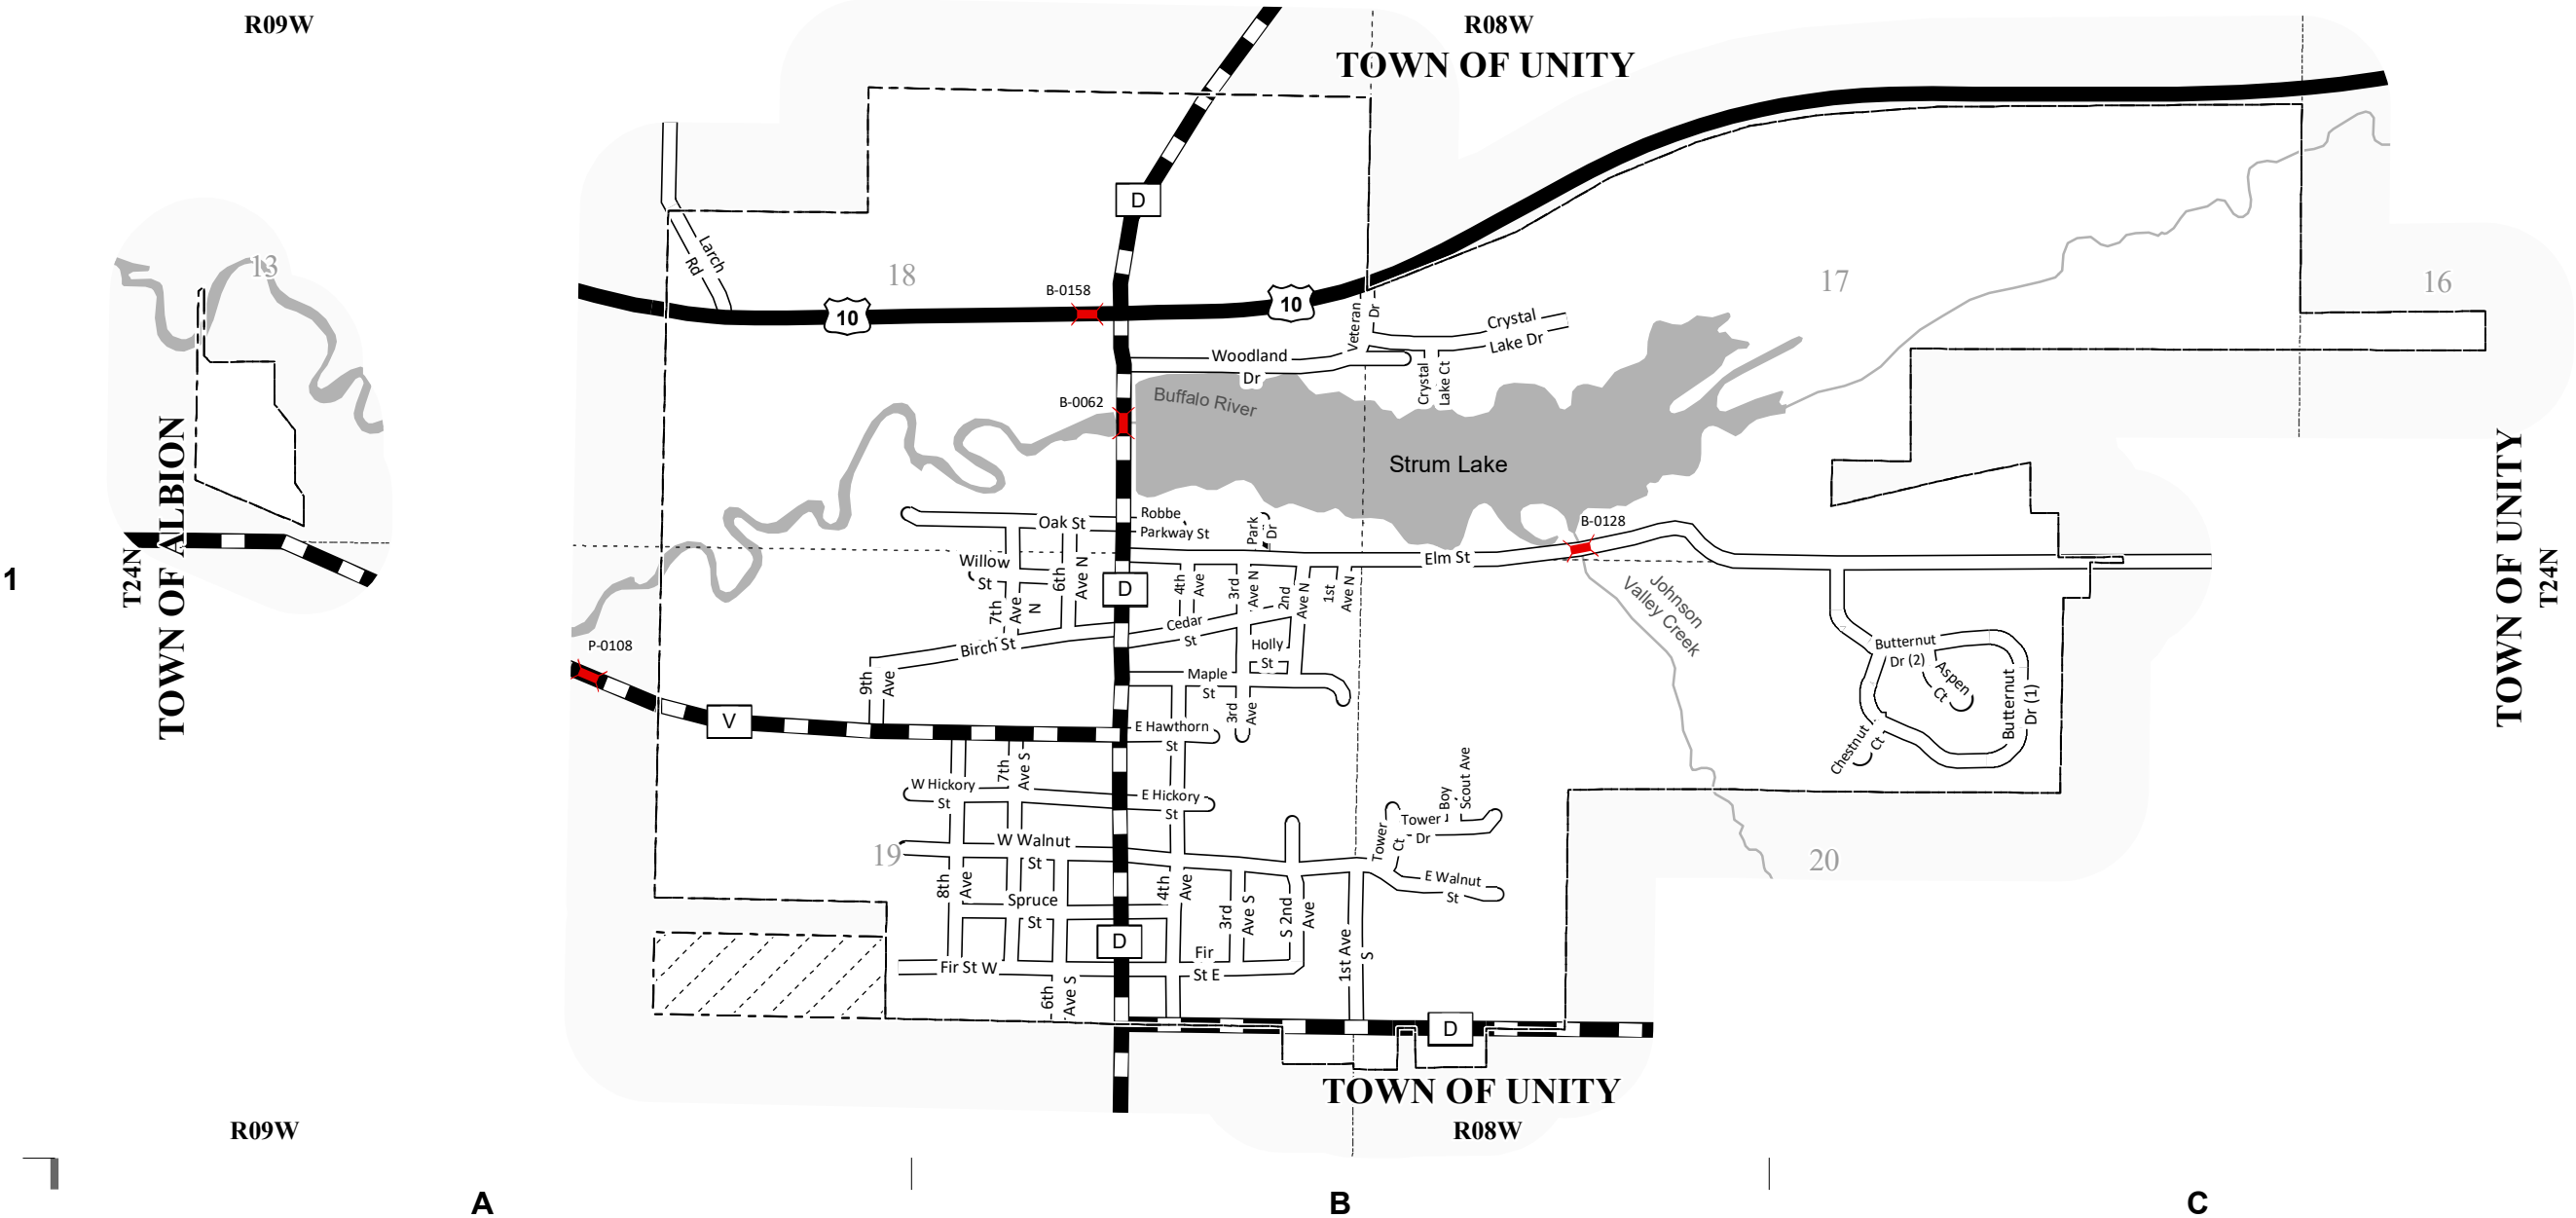 R09W
R08W
TOWN OF UNITY
D
Larch
Rd
13
18
17
16
B-0158
10
10
Veteran
Dr
Crystal
Lake Dr
Woodland
Dr
Crystal
Lake Ct
B-0062
Buffalo River
Strum Lake
TOWN OF ALBION
T24N
TOWN OF UNITY
T24N
Oak St
Robbe
Parkway St
Park
Dr
B-0128
Elm St
Willow
St
6th
Ave N
D
4th
Ave
3rd
Ave N
2nd
Ave N
1st
Ave N
1
7th
Ave
N
Johnson
Valley Creek
Cedar
St
Birch St
P-0108
Holly
St
Butternut
Dr (2)
Aspen
Ct
Butternut
Dr (1)
9th
Ave
Maple
St
3rd
Ave
V
E Hawthorn
St
Chestnut
Ct
7th
Ave S
W Hickory
St
E Hickory
St
Boy
Scout Ave
Tower
Dr
Tower
Ct
19
W Walnut
St
20
8th
Ave
4th
Ave
E Walnut
St
Spruce
St
3rd
Ave S
S 2nd
Ave
1st Ave
S
D
Fir St W
Fir
St E
6th
Ave S
D
TOWN OF UNITY
R09W
R08W
A
B
C